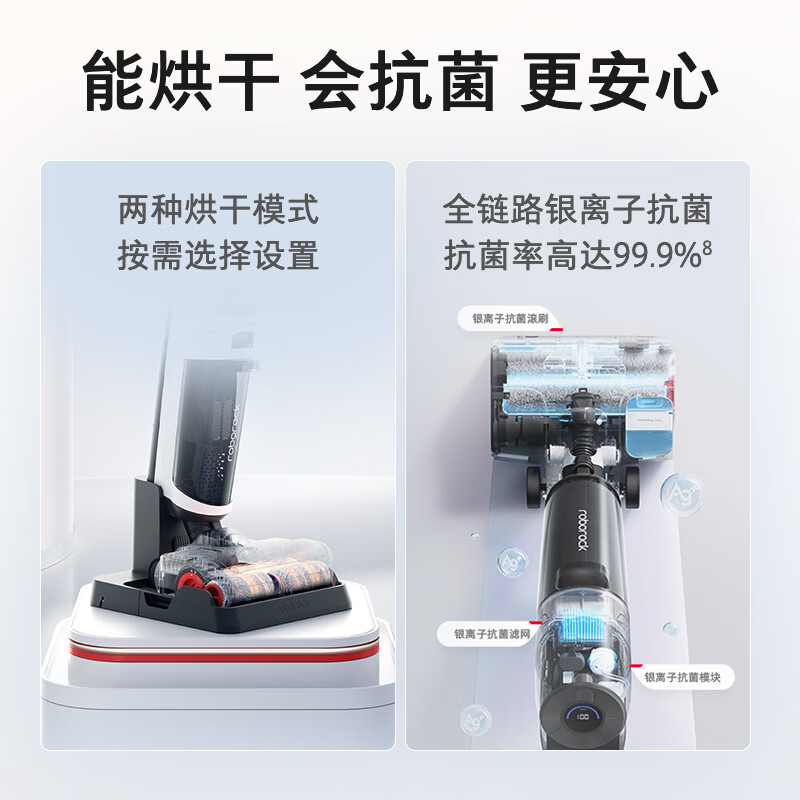 能烘干 会抗菌 更安心
两种烘干模式
按需选择设置
roborock
全链路银离子抗菌
抗菌率高达99.9%⁸
银离子抗菌滚刷
Ag
roborock
银离子抗菌滤网
银离子抗菌模块
Ag
100